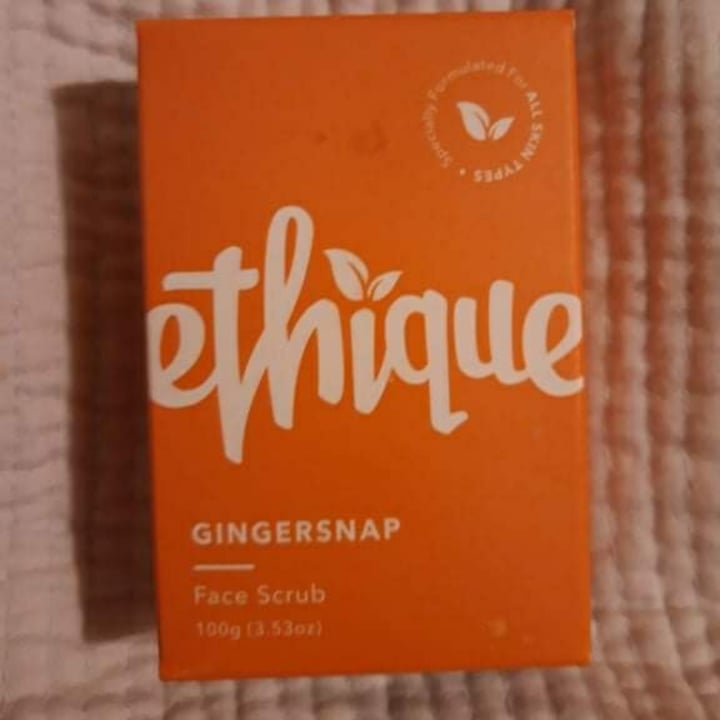 Specially Formulated For ALL SKIN TYPES •
ethique
GINGERSNAP
Face Scrub
100g (3.53oz)